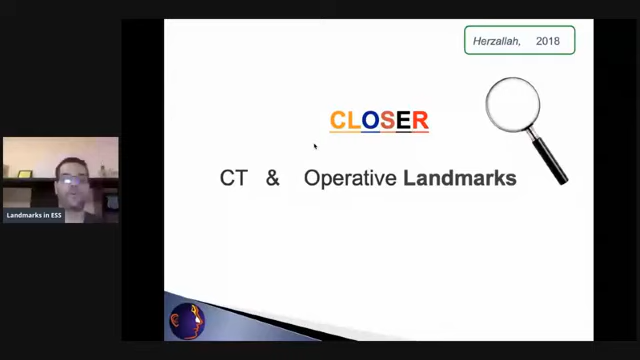 Herzallah, 2018
CLOSER
CT & Operative Landmarks
Landmarks in ESS